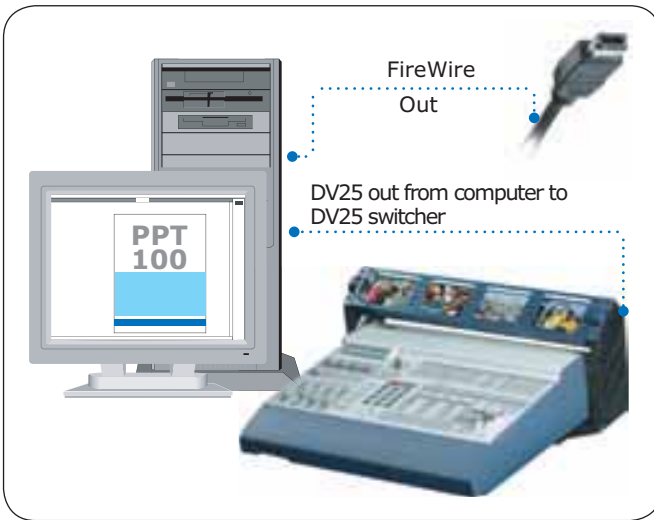 FireWire
Out
DV25 out from computer to
DV25 switcher
PPT
100